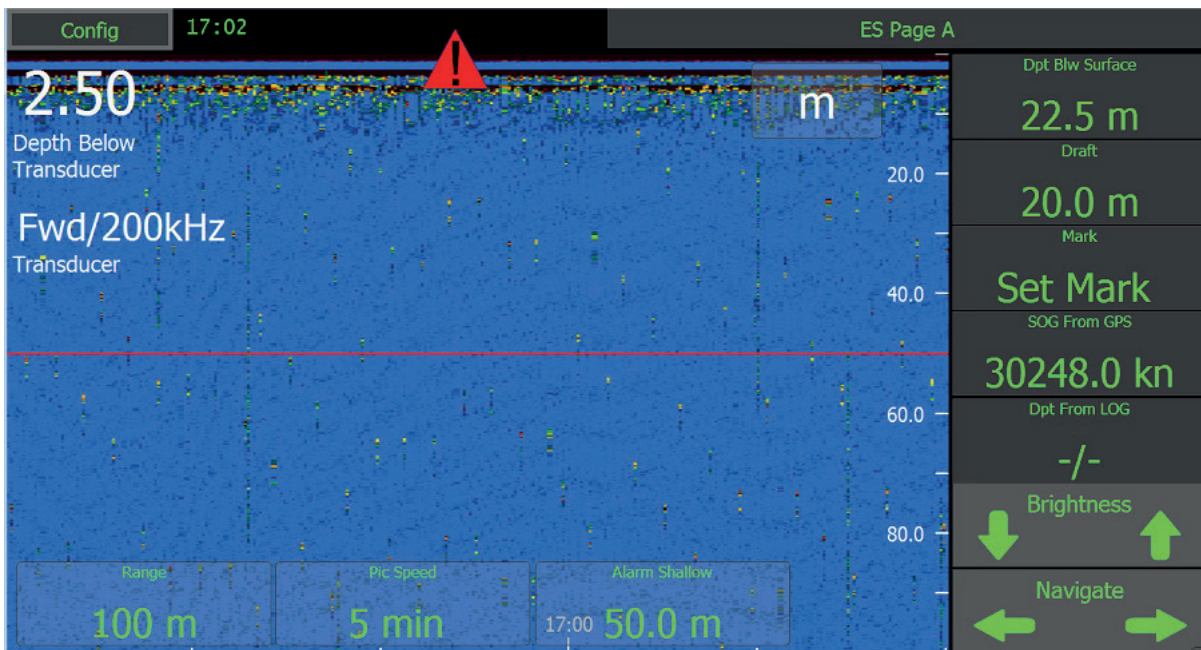 Config
17:02
ES Page A
2.50
Depth Below
Transducer
Fwd/200kHz
Transducer
m
20.0
40.0
60.0
80.0
Range
100 m
Pic Speed
5 min
Alarm Shallow
17:00 50.0 m
Dpt Blw Surface
22.5 m
Draft
20.0 m
Mark
Set Mark
SOG From GPS
30248.0 kn
Dpt From LOG
-/-
Brightness
Navigate